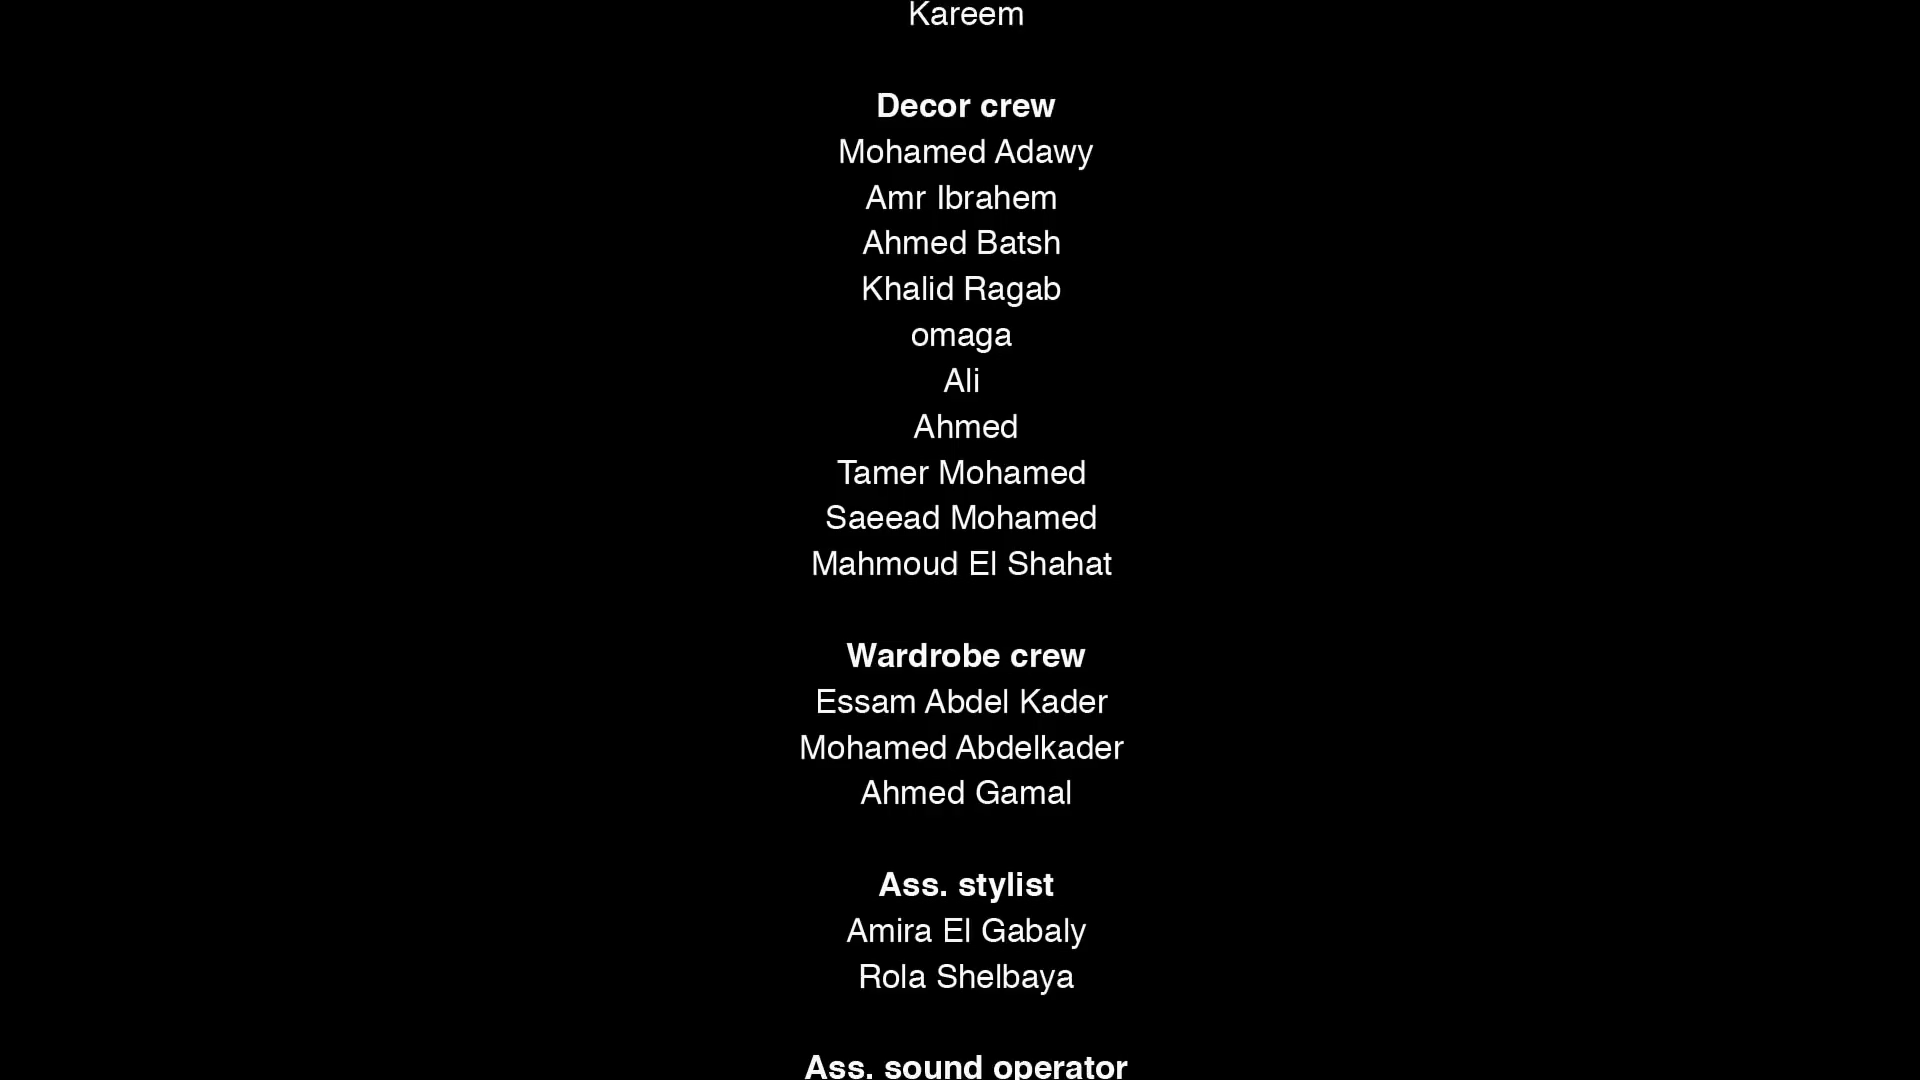 Kareem
Decor crew
Mohamed Adawy
Amr Ibrahem
Ahmed Batsh
Khalid Ragab
omaga
Ali
Ahmed
Tamer Mohamed
Saeead Mohamed
Mahmoud El Shahat
Wardrobe crew
Essam Abdel Kader
Mohamed Abdelkader
Ahmed Gamal
Ass. stylist
Amira El Gabaly
Rola Shelbaya
Ass. sound operator